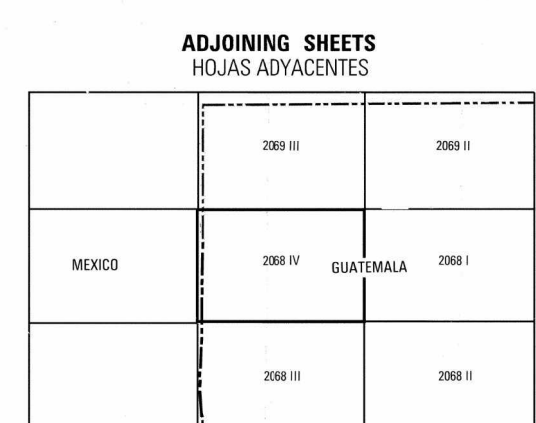 ADJOINING SHEETS
HOJAS ADYACENTES
2069 III
2069 II
MEXICO
2068 IV
GUATEMALA
2068 I
2068 III
2068 II